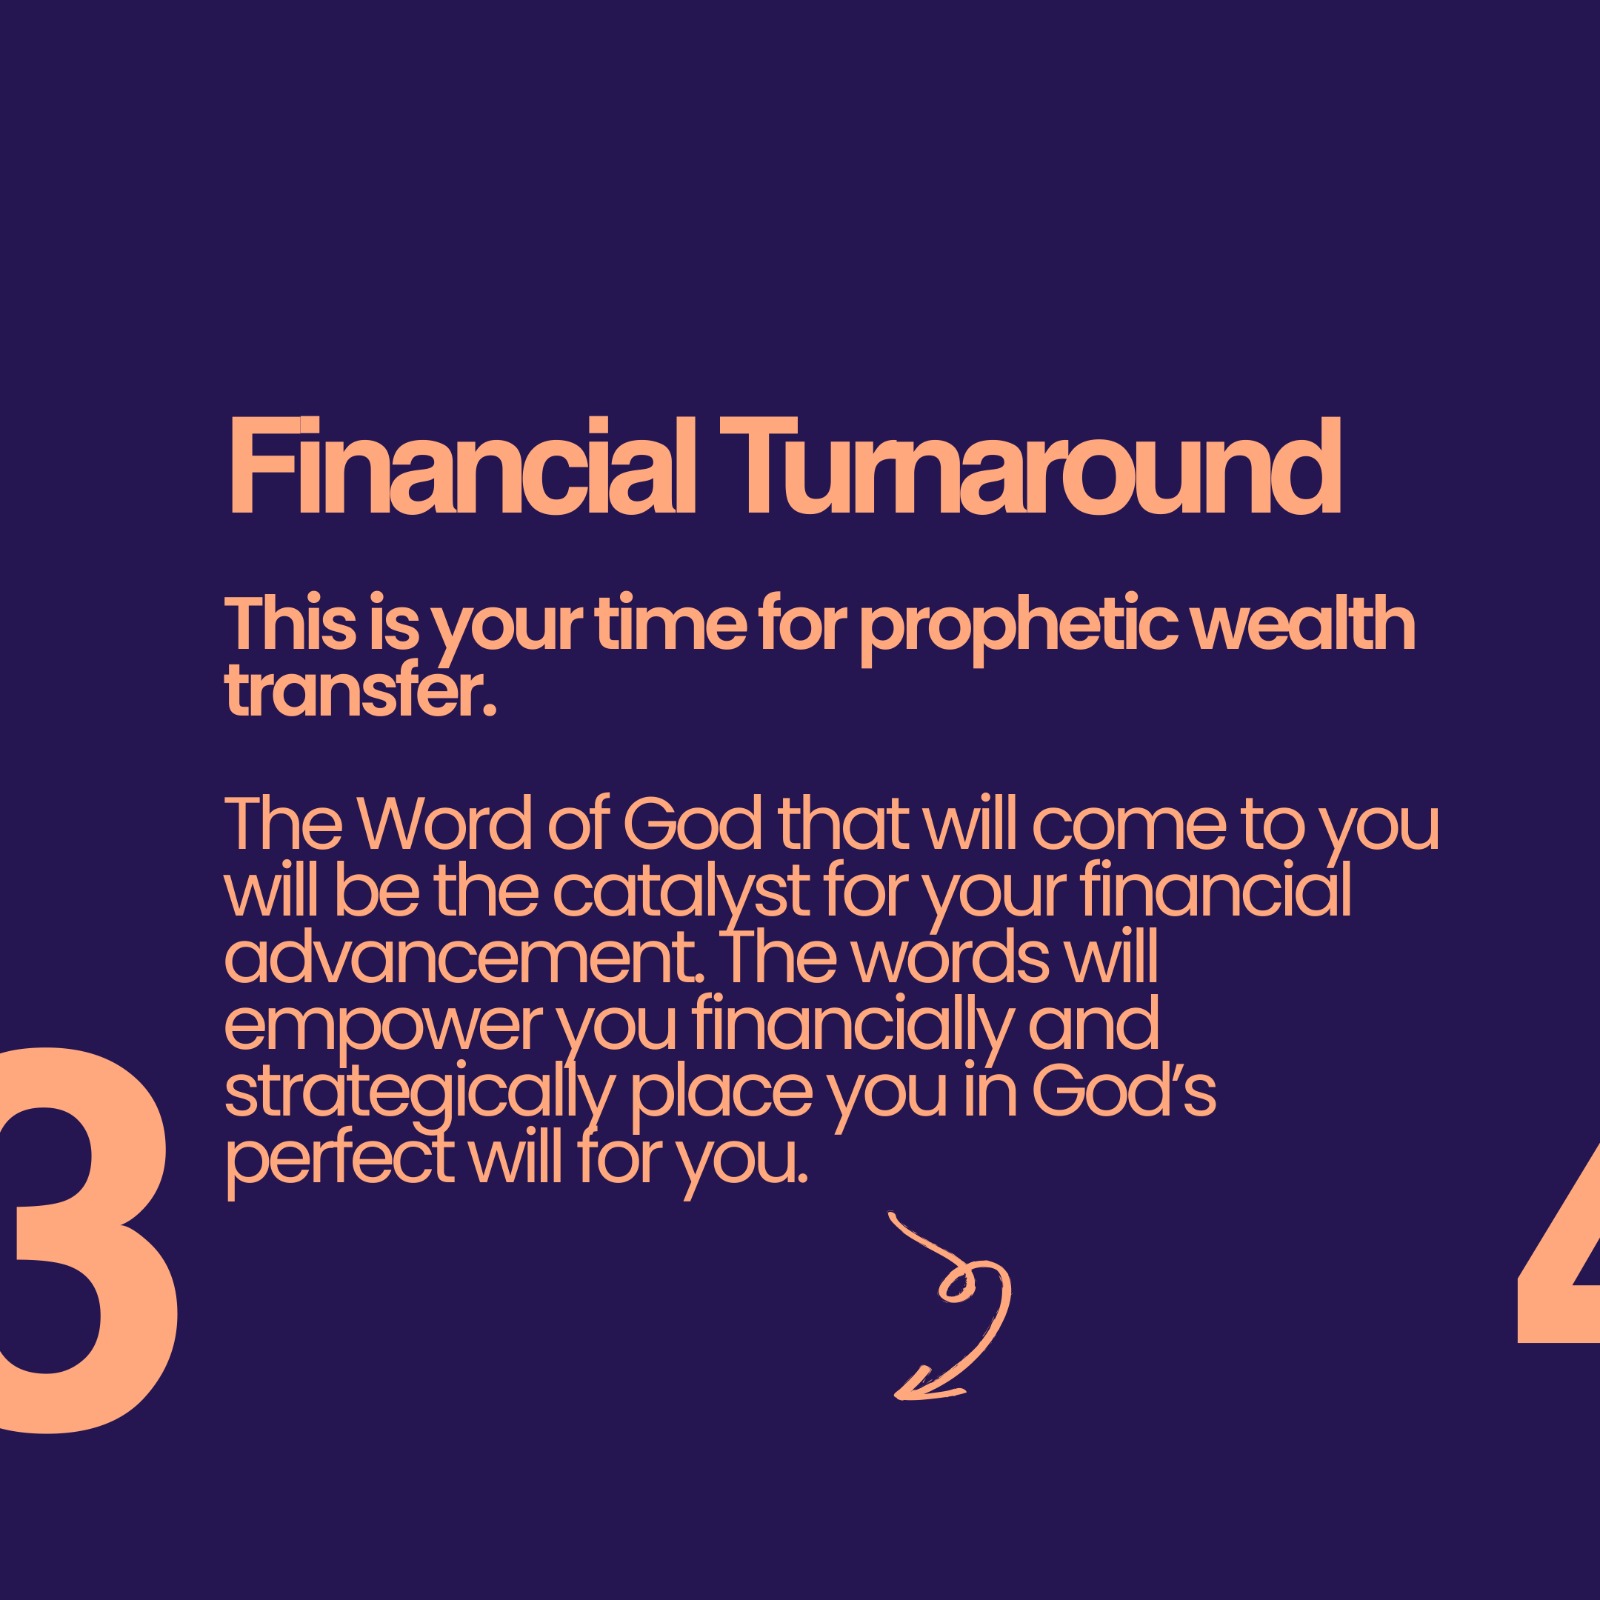 Financial Turnaround
This is your time for prophetic wealth
transfer.
The Word of God that will come to you
will be the catalyst for your financial
advancement. The words will
empower you financially and
strategically place you in God’s
perfect will for you.
3
4